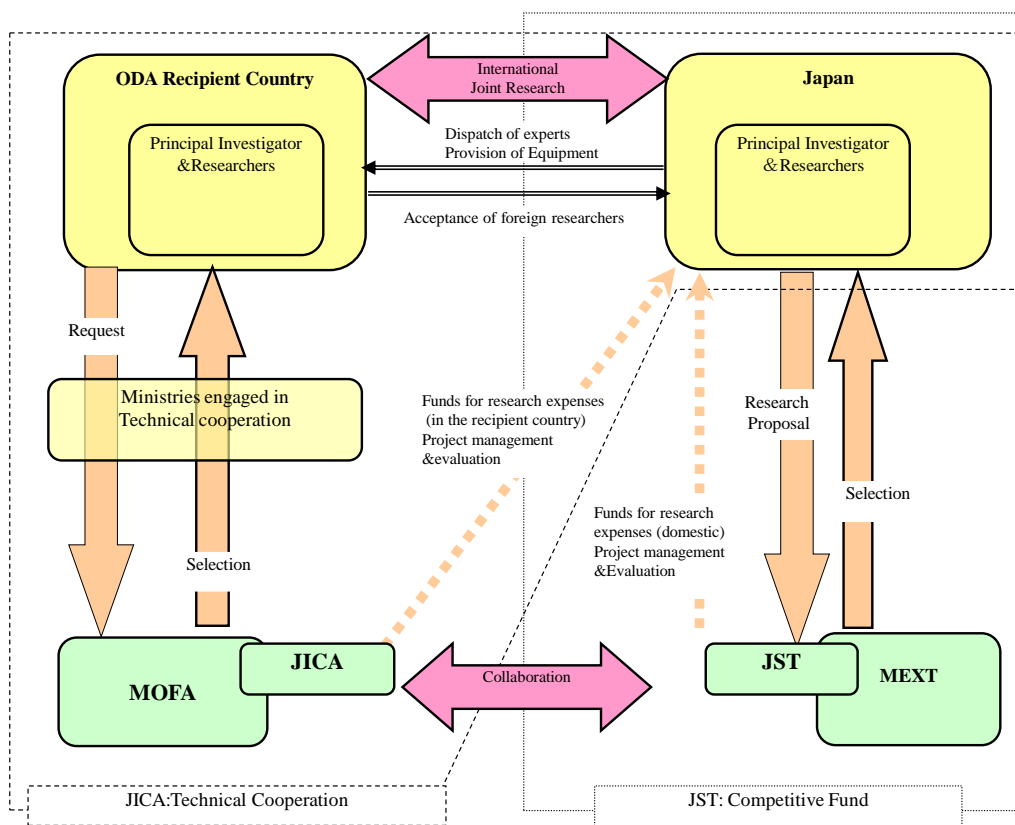 ODA Recipient Country
International
Joint Research
Japan
Principal Investigator
&Researchers
Dispatch of experts
Provision of Equipment
Principal Investigator
&Researchers
Acceptance of foreign researchers
Request
Ministries engaged in
Technical cooperation
Funds for research expenses
(in the recipient country)
Project management
&evaluation
Research
Proposal
Selection
Funds for research
expenses (domestic)
Project management
&Evaluation
Selection
MOFA
JICA
Collaboration
JST
MEXT
JICA:Technical Cooperation
JST: Competitive Fund